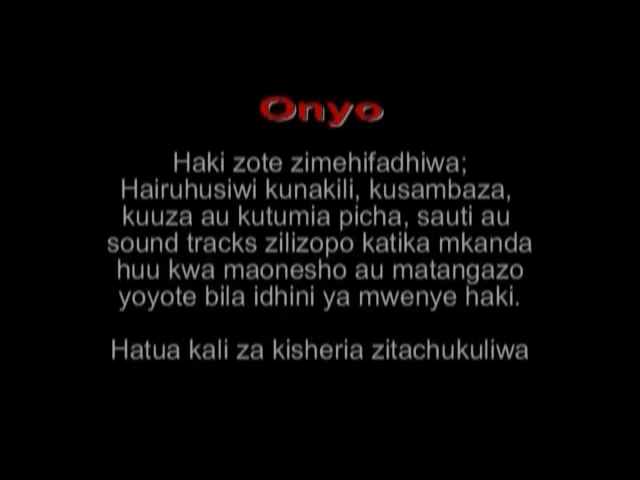 Onyo
Haki zote zimehifadhiwa;
Hairuhusiwi kunakili, kusambaza,
kuuza au kutumia picha, sauti au
sound tracks zilizopo katika mkanda
huu kwa maonesho au matangazo
yoyote bila idhini ya mwenye haki.
Hatua kali za kisheria zitachukuliwa